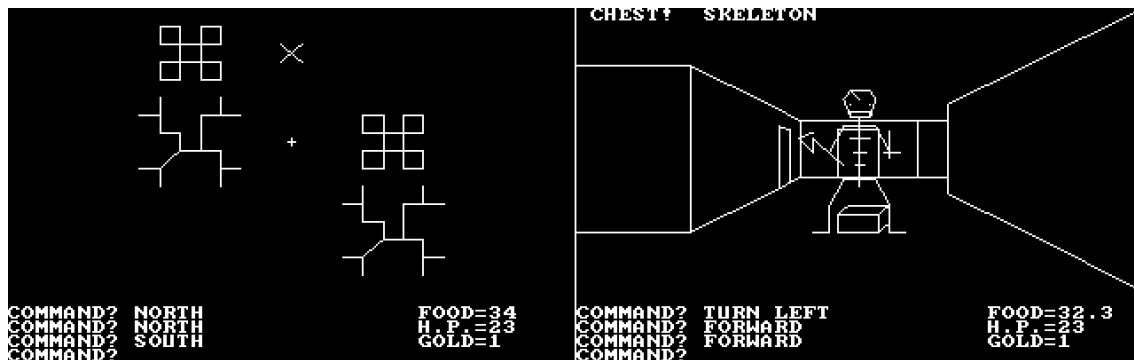 CHEST! SKELETON
COMMAND? NORTH FOOD=34
COMMAND? NORTH H.P.=23
COMMAND? SOUTH GOLD=1
COMMAND?
COMMAND? TURN LEFT FOOD=32.3
COMMAND? FORWARD H.P.=23
COMMAND? FORWARD GOLD=1
COMMAND?